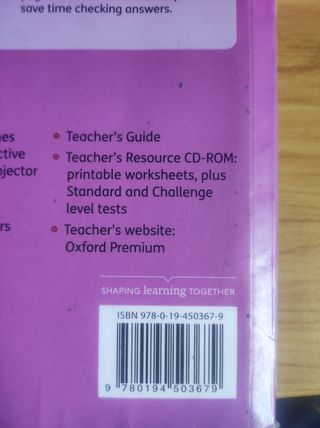 save time checking answers.
• Teacher's Guide
• Teacher's Resource CD-ROM:
printable worksheets, plus
Standard and Challenge
level tests
• Teacher's website:
Oxford Premium
SHAPING learning TOGETHER
ISBN 978-0-19-450367-9
9 780194 503679